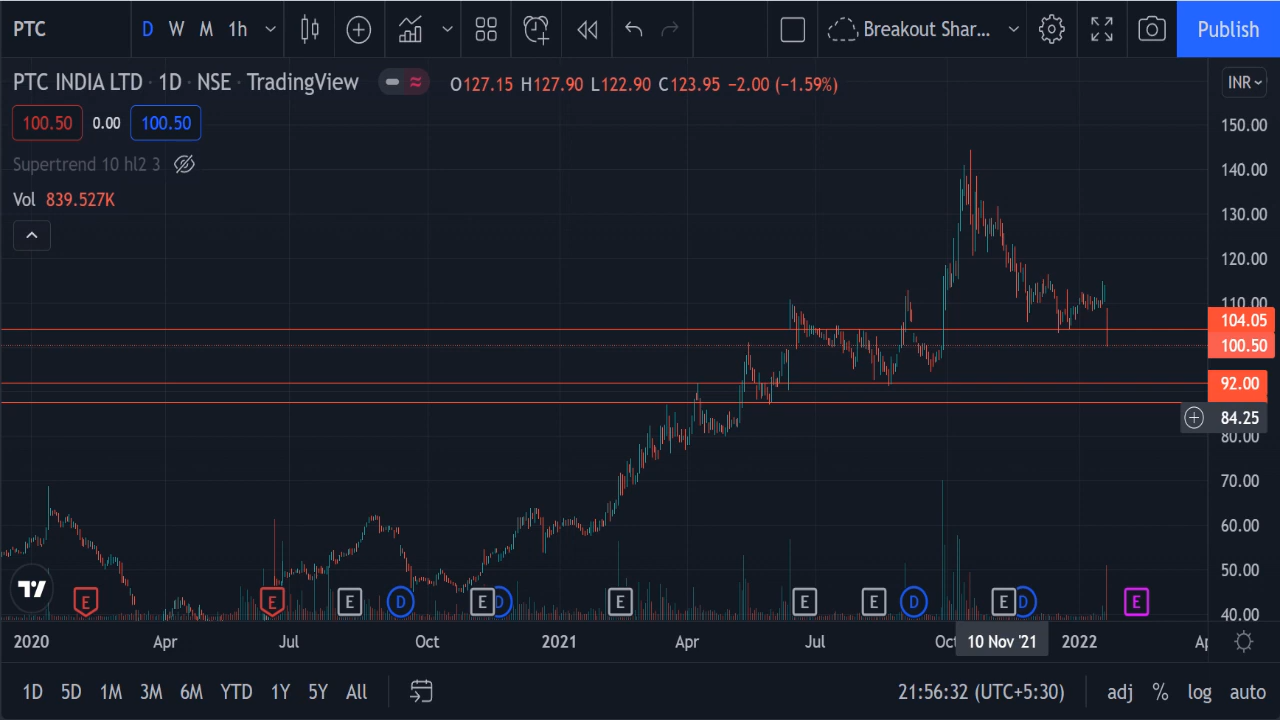 PTC D W M 1h Breakout Shar... Publish
PTC INDIA LTD · 1D · NSE · TradingView O127.15 H127.90 L122.90 C123.95 −2.00 (−1.59%) INR
100.50 0.00 100.50
Supertrend 10 hl2 3
Vol 839.527K
150.00
140.00
130.00
120.00
110.00
104.05
100.50
92.00
84.25
80.00
70.00
60.00
50.00
40.00
E E E D E D E E E D E D E
2020 Apr Jul Oct 2021 Apr Jul Oct 10 Nov '21 2022 Ap
1D 5D 1M 3M 6M YTD 1Y 5Y All 21:56:32 (UTC+5:30) adj % log auto